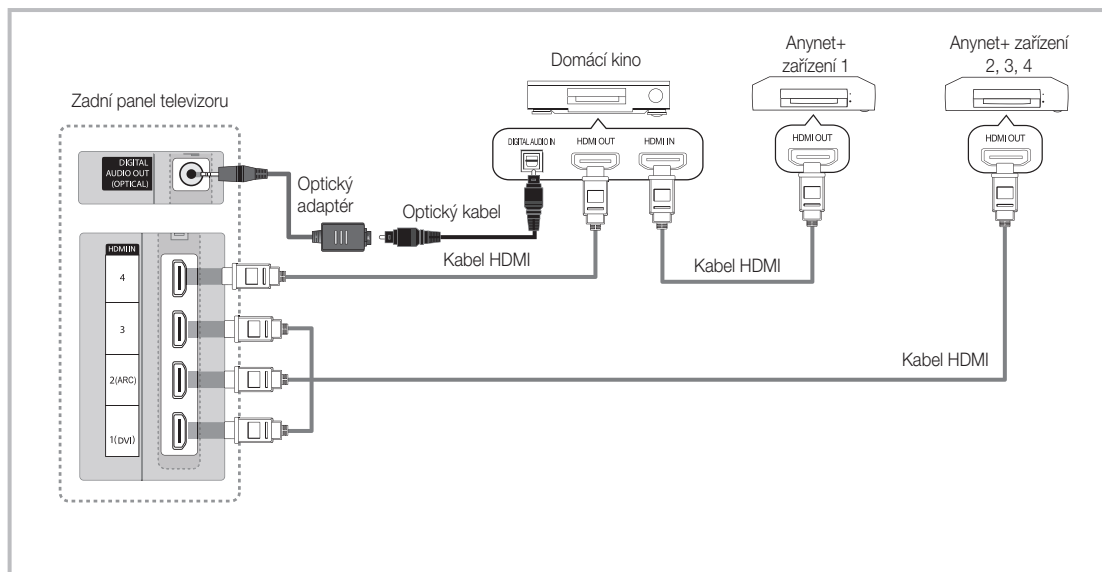 Zadní panel televizoru
Domácí kino
Anynet+
zařízení 1
Anynet+ zařízení
2, 3, 4
DIGITAL
AUDIO OUT
(OPTICAL)
DIGITAL AUDIO IN
HDMI OUT
HDMI IN
HDMI OUT
HDMI OUT
Optický
adaptér
Optický kabel
Kabel HDMI
Kabel HDMI
Kabel HDMI
HDMI IN
4
3
2(ARC)
1(DVI)